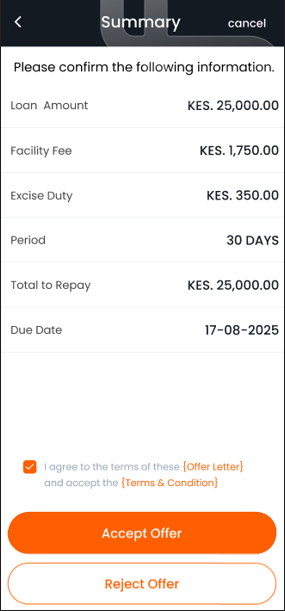 Summary cancel
Please confirm the following information.
Loan Amount KES. 25,000.00
Facility Fee KES. 1,750.00
Excise Duty KES. 350.00
Period 30 DAYS
Total to Repay KES. 25,000.00
Due Date 17-08-2025
I agree to the terms of these {Offer Letter}
and accept the {Terms & Condition}
Accept Offer
Reject Offer